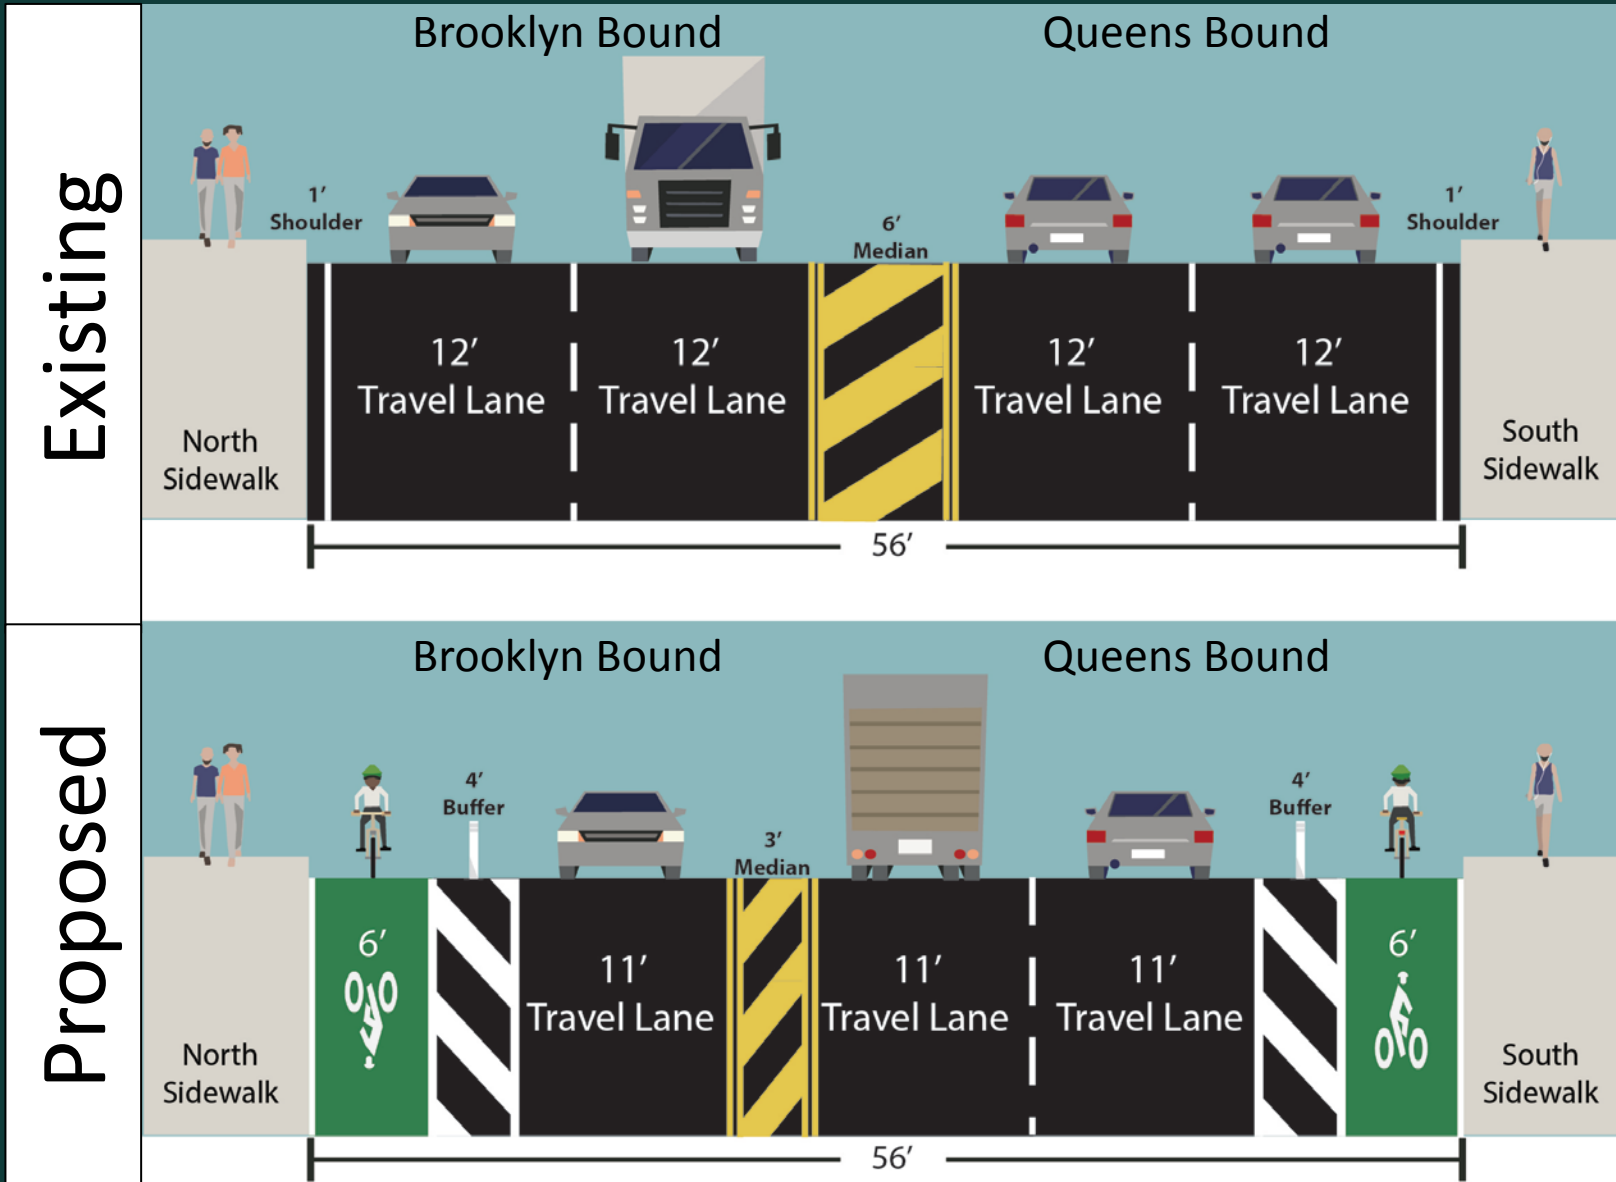 Existing
Brooklyn Bound
Queens Bound
1′
Shoulder
6′
Median
1′
Shoulder
12′
Travel Lane
12′
Travel Lane
12′
Travel Lane
12′
Travel Lane
North
Sidewalk
South
Sidewalk
56′
Proposed
Brooklyn Bound
Queens Bound
4′
Buffer
3′
Median
4′
Buffer
6′
11′
Travel Lane
11′
Travel Lane
11′
Travel Lane
6′
North
Sidewalk
South
Sidewalk
56′